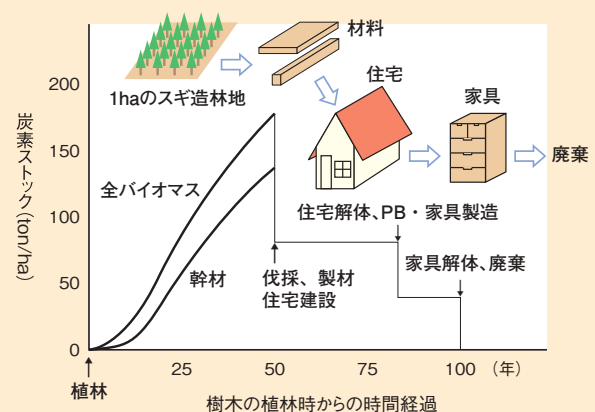 材料
1haのスギ造林地
住宅
家具
廃棄
炭素ストック(ton/ha)
200
150
100
50
0
全バイオマス
幹材
住宅解体、PB・家具製造
伐採、製材
住宅建設
家具解体、廃棄
25
50
75
100
(年)
植林
樹木の植林時からの時間経過